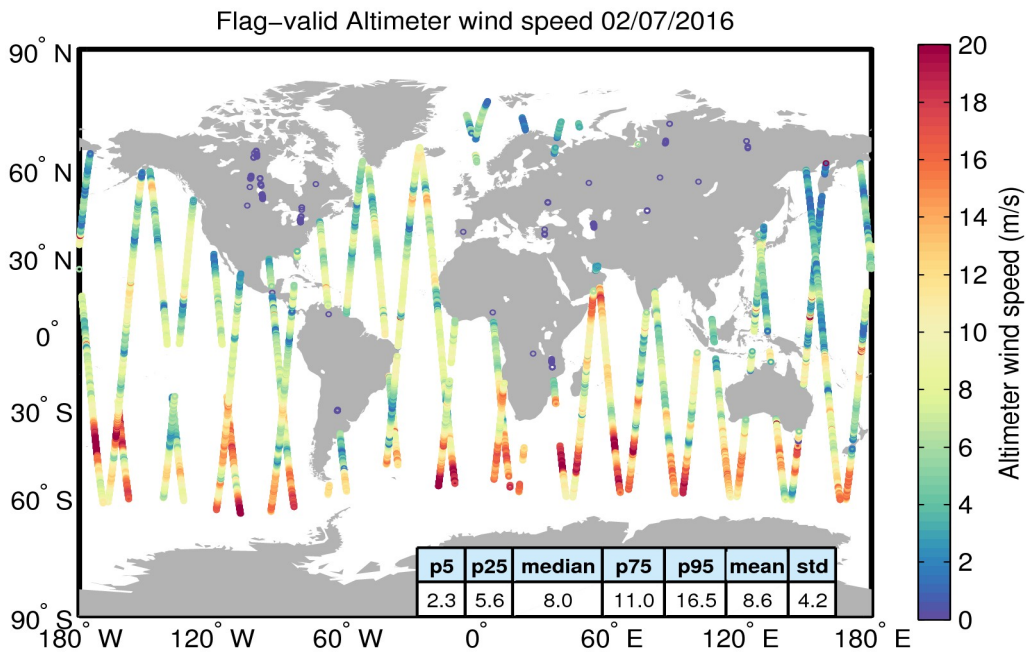 Flag−valid Altimeter wind speed 02/07/2016
90° N
60° N
30° N
0°
30° S
60° S
90° S
180° W
120° W
60° W
0°
60° E
120° E
180° E
p5 p25 median p75 p95 mean std
2.3 5.6 8.0 11.0 16.5 8.6 4.2
20
18
16
14
12
10
8
6
4
2
0
Altimeter wind speed (m/s)